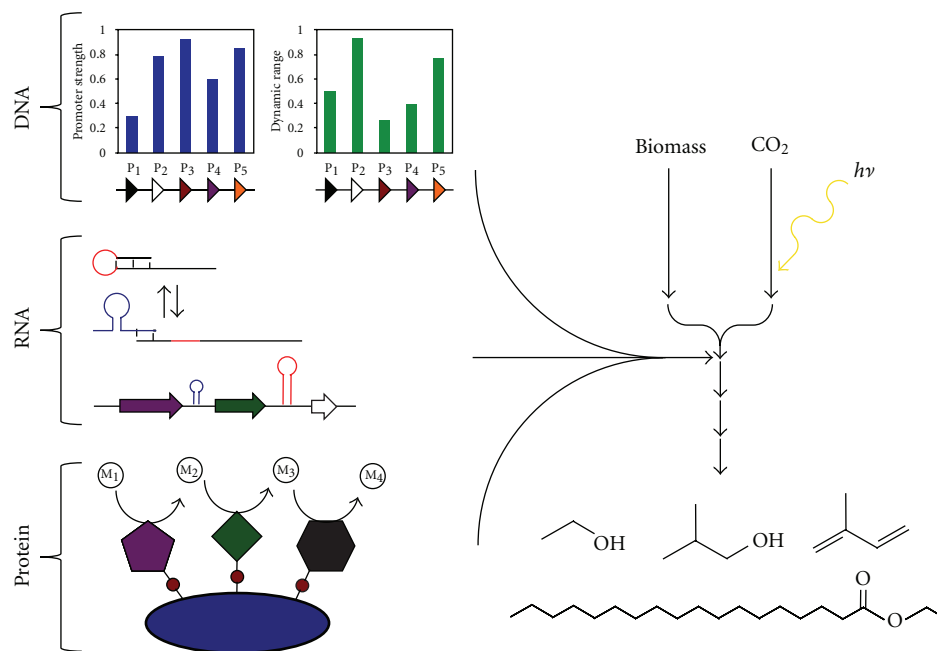 DNA
Promoter strength
1
0.8
0.6
0.4
0.2
0
P1 P2 P3 P4 P5
Dynamic range
1
0.8
0.6
0.4
0.2
0
P1 P2 P3 P4 P5
RNA
Protein
M1 M2 M3 M4
Biomass
CO2
hν
OH
OH
O
O